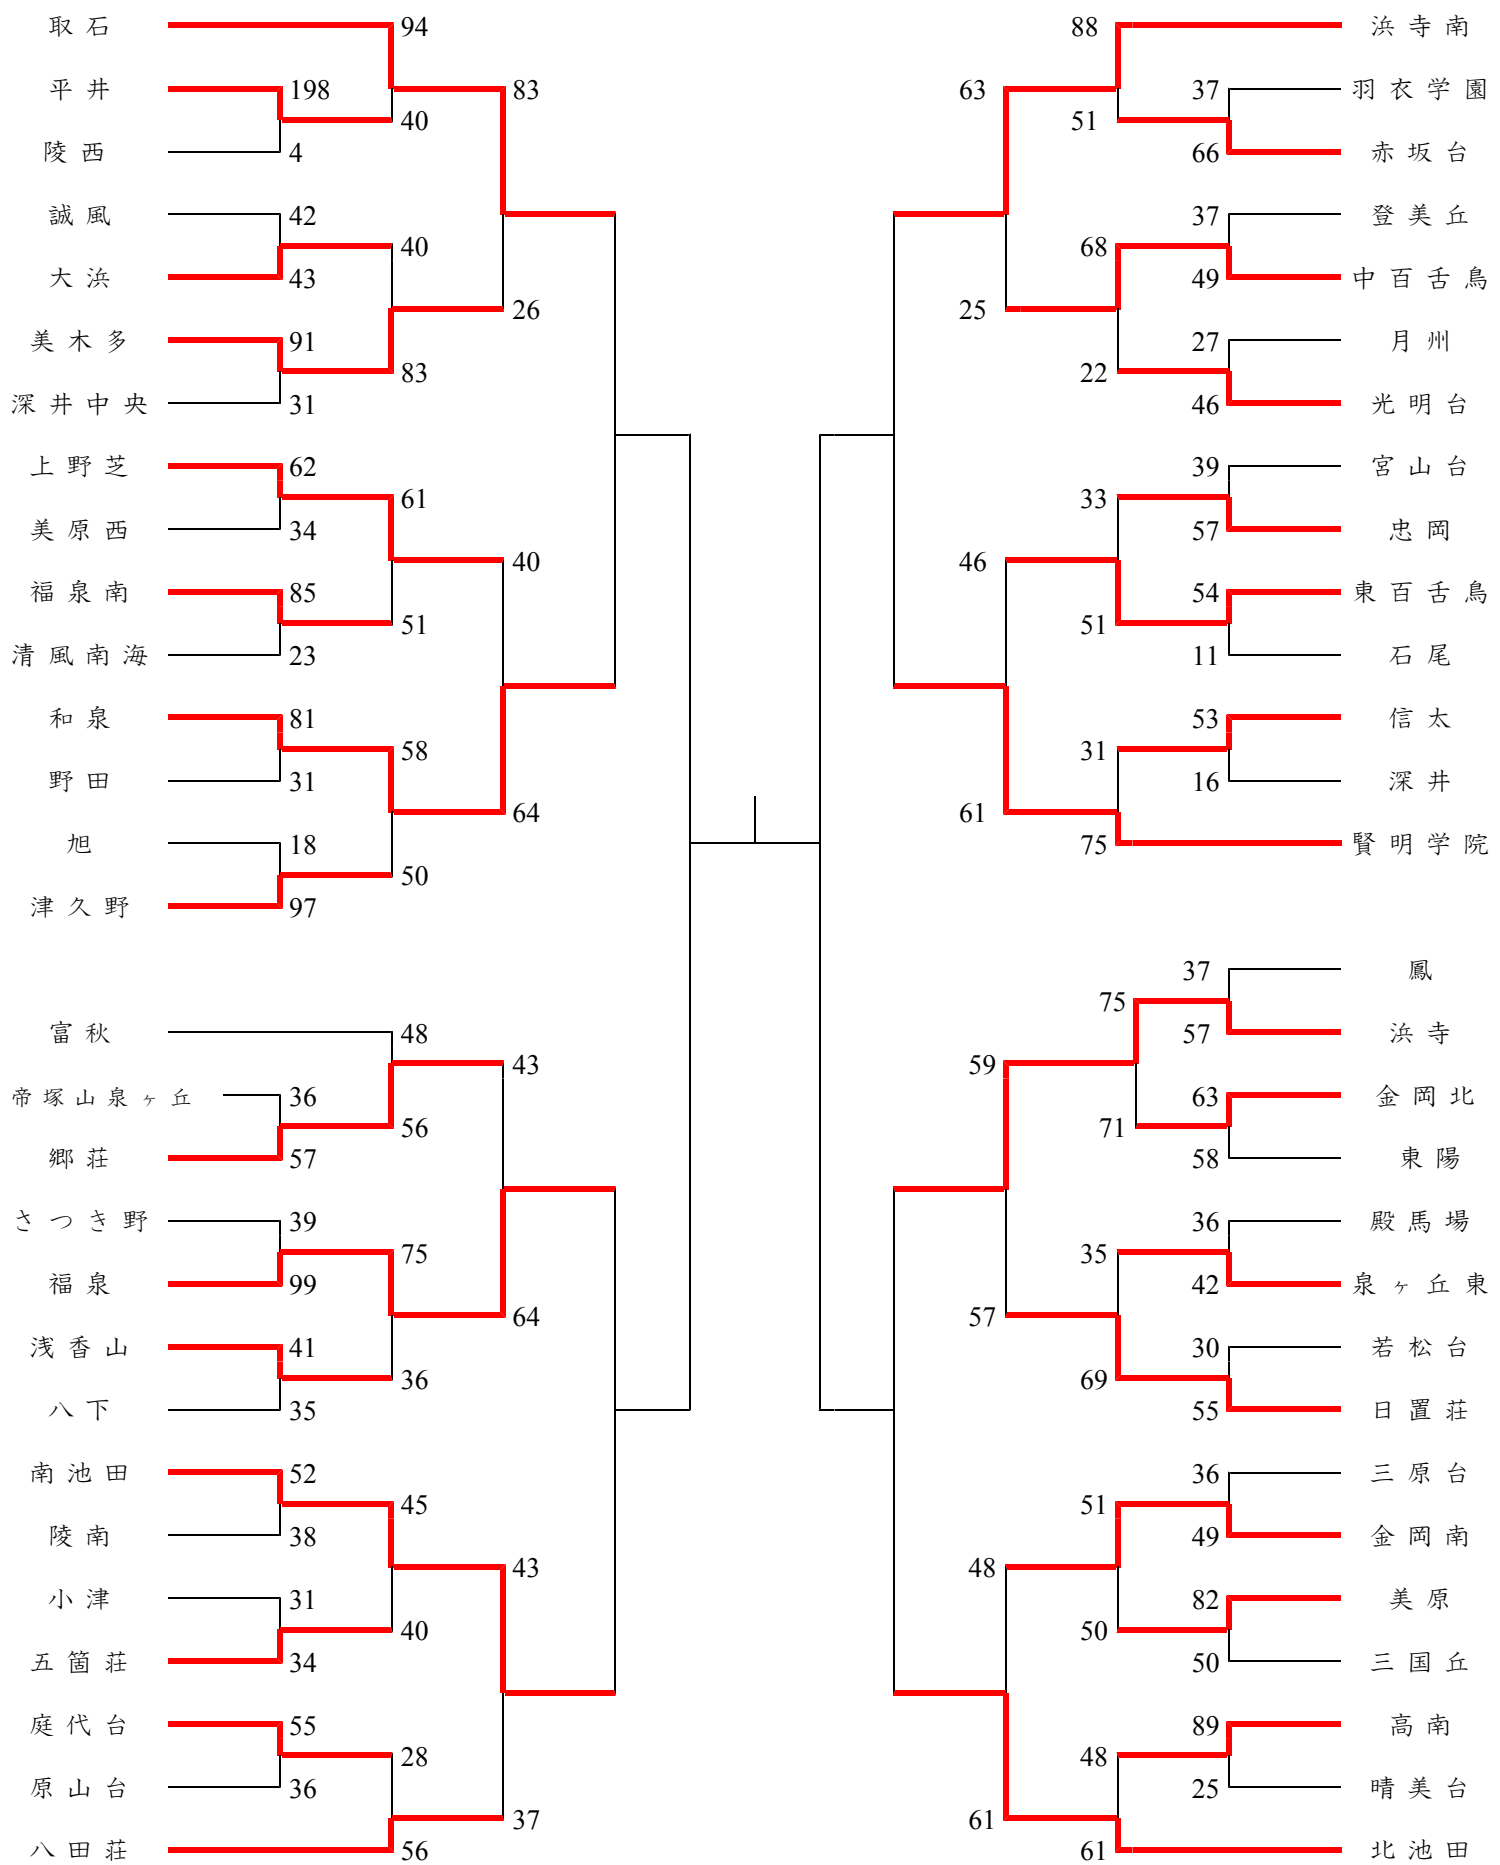 取石 94 88 浜寺南
平井 198 83 63 37 羽衣学園
40 51
陵西 4 66 赤坂台
誠風 42 37 登美丘
40 68
大浜 43 49 中百舌鳥
26 25
美木多 91 27 月州
83 22
深井中央 31 46 光明台
上野芝 62 39 宮山台
61 33
美原西 34 57 忠岡
40 46
福泉南 85 54 東百舌鳥
51 51
清風南海 23 11 石尾
和泉 81 53 信太
58 31
野田 31 16 深井
64 61
旭 18 75 賢明学院
50
津久野 97
37 鳳
75
富秋 48 57 浜寺
43 59
帝塚山泉ヶ丘 36 63 金岡北
56 71
郷荘 57 58 東陽
さつき野 39 36 殿馬場
75 35
福泉 99 42 泉ヶ丘東
64 57
浅香山 41 30 若松台
36 69
八下 35 55 日置荘
南池田 52 36 三原台
45 51
陵南 38 49 金岡南
43 48
小津 31 82 美原
40 50
五箇荘 34 50 三国丘
庭代台 55 89 高南
28 48
原山台 36 25 晴美台
37 61
八田荘 56 61 北池田